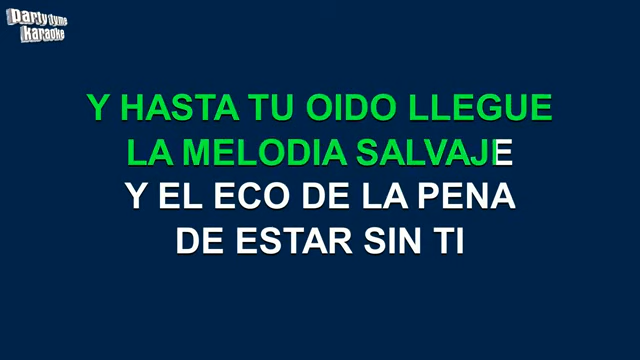 Party Tyme
karaoke
Y HASTA TU OIDO LLEGUE
LA MELODIA SALVAJE
Y EL ECO DE LA PENA
DE ESTAR SIN TI